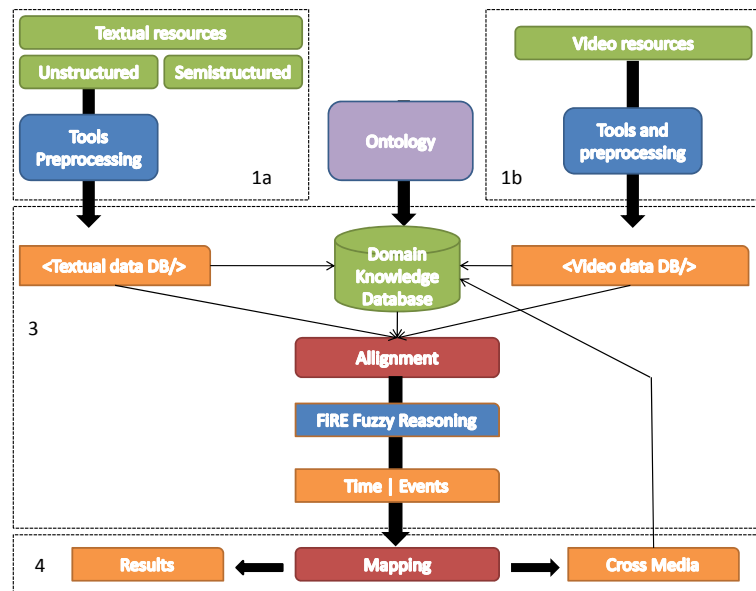 Textual resources
Unstructured
Semistructured
Tools
Preprocessing
1a
Ontology
Video resources
Tools and
preprocessing
1b
<Textual data DB/>
Domain
Knowledge
Database
<Video data DB/>
3
Allignment
FiRE Fuzzy Reasoning
Time | Events
4
Results
Mapping
Cross Media